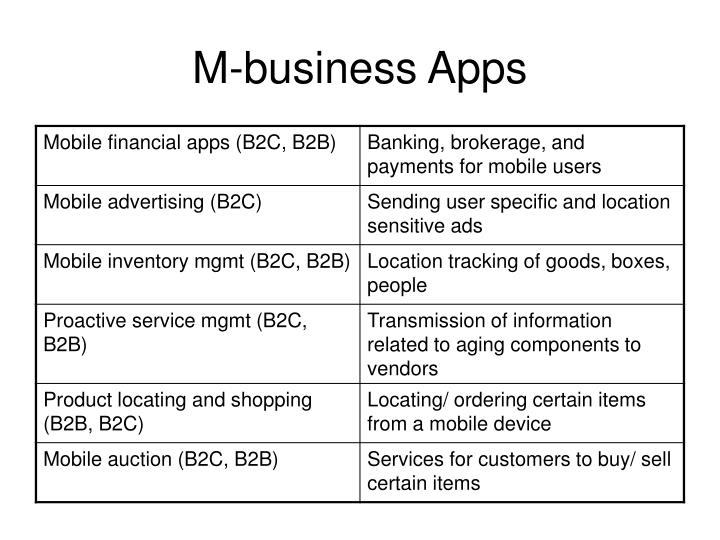 M-business Apps
Mobile financial apps (B2C, B2B)
Banking, brokerage, and
payments for mobile users
Mobile advertising (B2C)
Sending user specific and location
sensitive ads
Mobile inventory mgmt (B2C, B2B)
Location tracking of goods, boxes,
people
Proactive service mgmt (B2C,
B2B)
Transmission of information
related to aging components to
vendors
Product locating and shopping
(B2B, B2C)
Locating/ ordering certain items
from a mobile device
Mobile auction (B2C, B2B)
Services for customers to buy/ sell
certain items